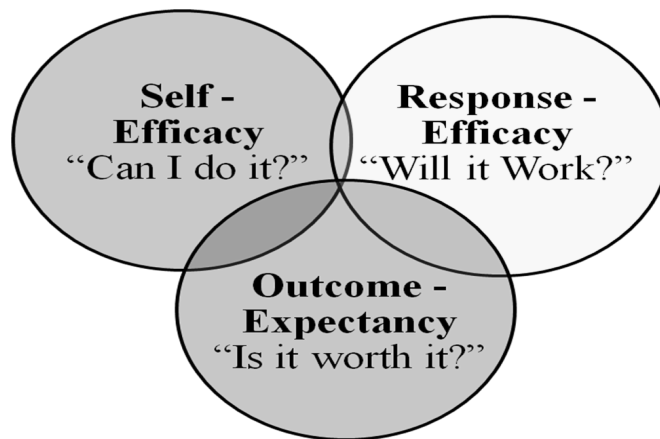 Self -
Efficacy
“Can I do it?”
Response -
Efficacy
“Will it Work?”
Outcome -
Expectancy
“Is it worth it?”